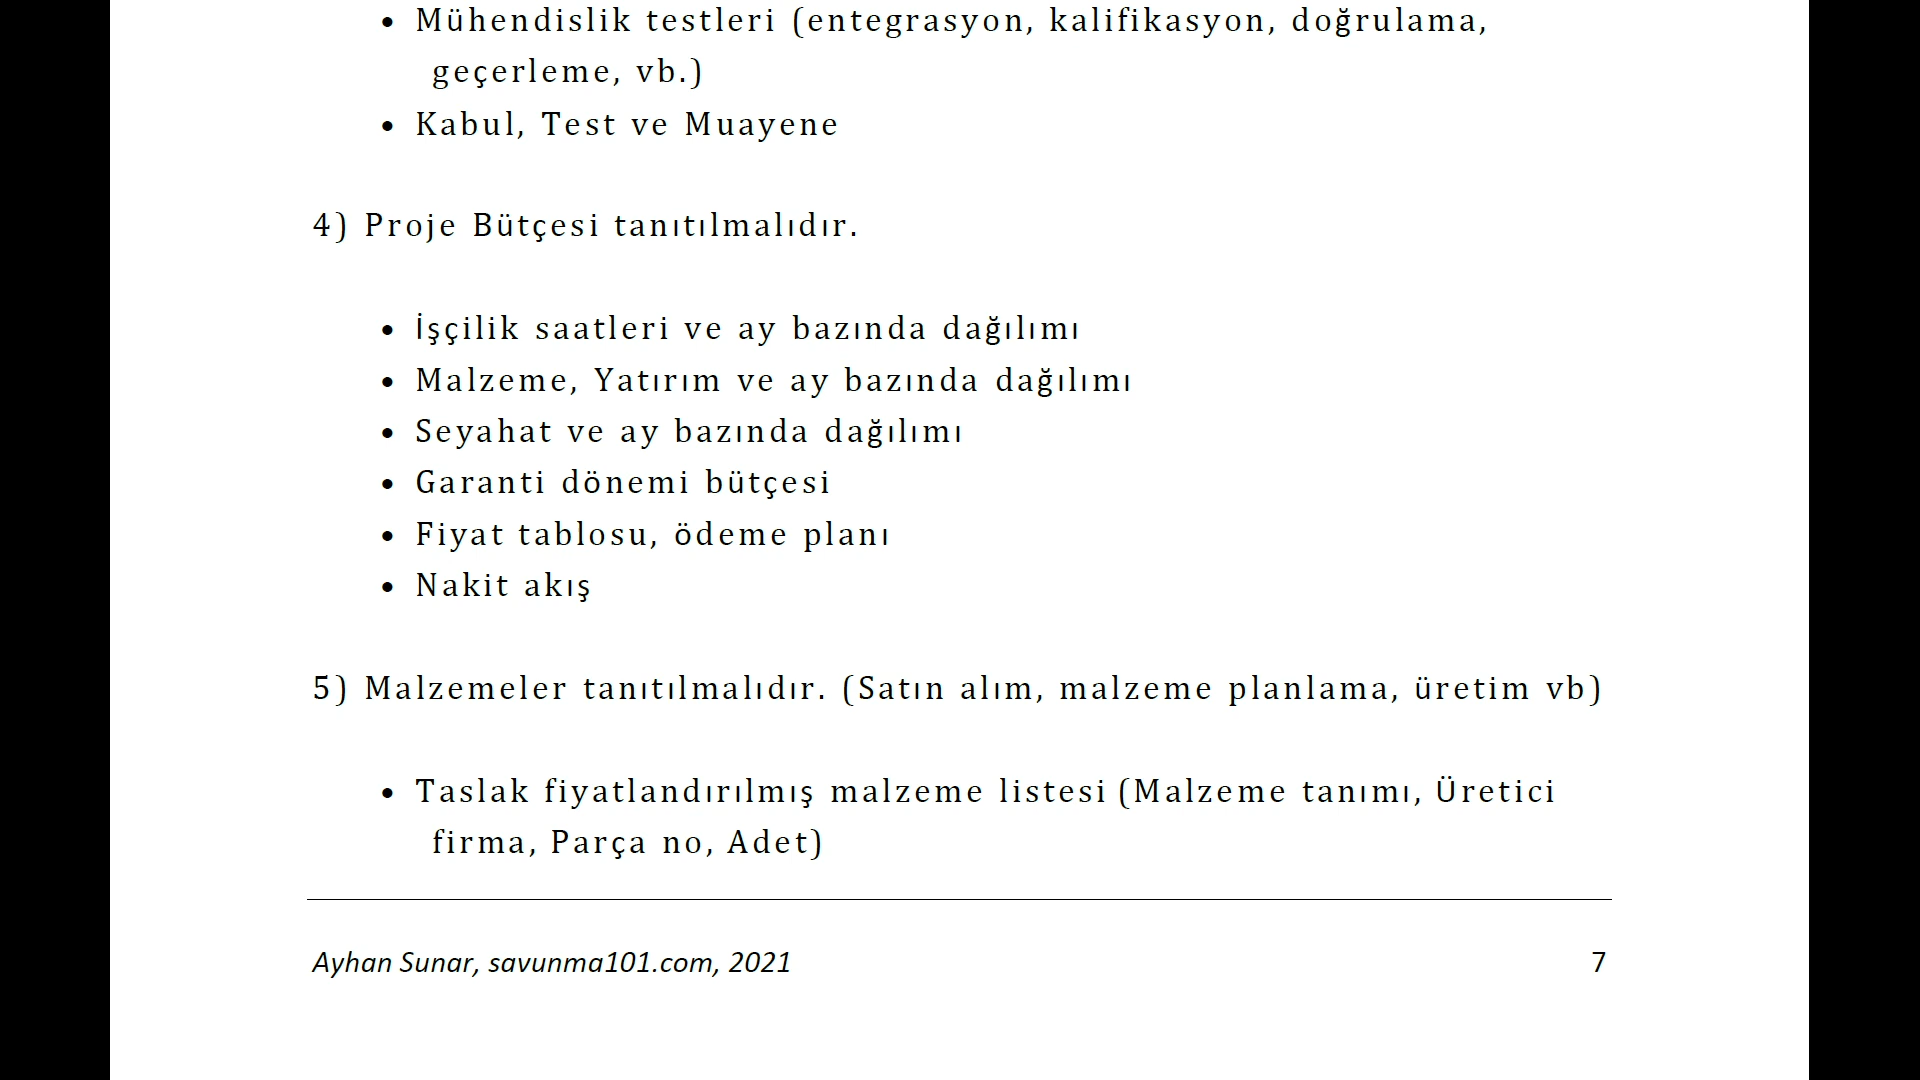 • Mühendislik testleri (entegrasyon, kalifikasyon, doğrulama,
geçerleme, vb.)
• Kabul, Test ve Muayene
4) Proje Bütçesi tanıtılmalıdır.
• İşçilik saatleri ve ay bazında dağılımı
• Malzeme, Yatırım ve ay bazında dağılımı
• Seyahat ve ay bazında dağılımı
• Garanti dönemi bütçesi
• Fiyat tablosu, ödeme planı
• Nakit akış
5) Malzemeler tanıtılmalıdır. (Satın alım, malzeme planlama, üretim vb)
• Taslak fiyatlandırılmış malzeme listesi (Malzeme tanımı, Üretici
firma, Parça no, Adet)
Ayhan Sunar, savunma101.com, 2021 7